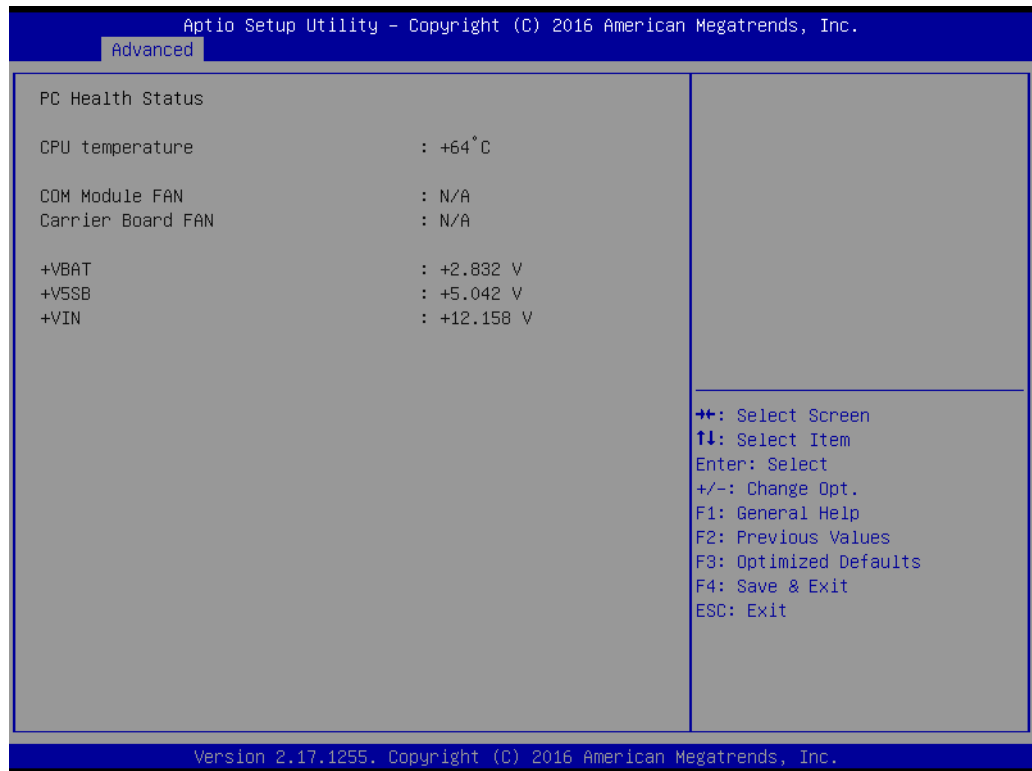 Aptio Setup Utility – Copyright (C) 2016 American Megatrends, Inc.
Advanced
PC Health Status
CPU temperature : +64°C
COM Module FAN : N/A
Carrier Board FAN : N/A
+VBAT : +2.832 V
+V5SB : +5.042 V
+VIN : +12.158 V
→←: Select Screen
↑↓: Select Item
Enter: Select
+/-: Change Opt.
F1: General Help
F2: Previous Values
F3: Optimized Defaults
F4: Save & Exit
ESC: Exit
Version 2.17.1255. Copyright (C) 2016 American Megatrends, Inc.